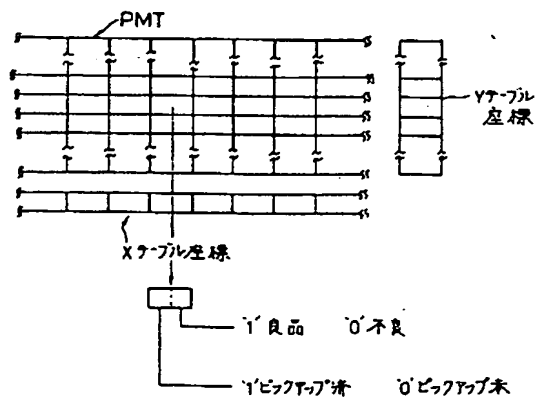 PMT
Yテーブル
座標
Xテーブル座標
'1'良品 '0'不良
'1'ピックアップ済 '0'ピックアップ未